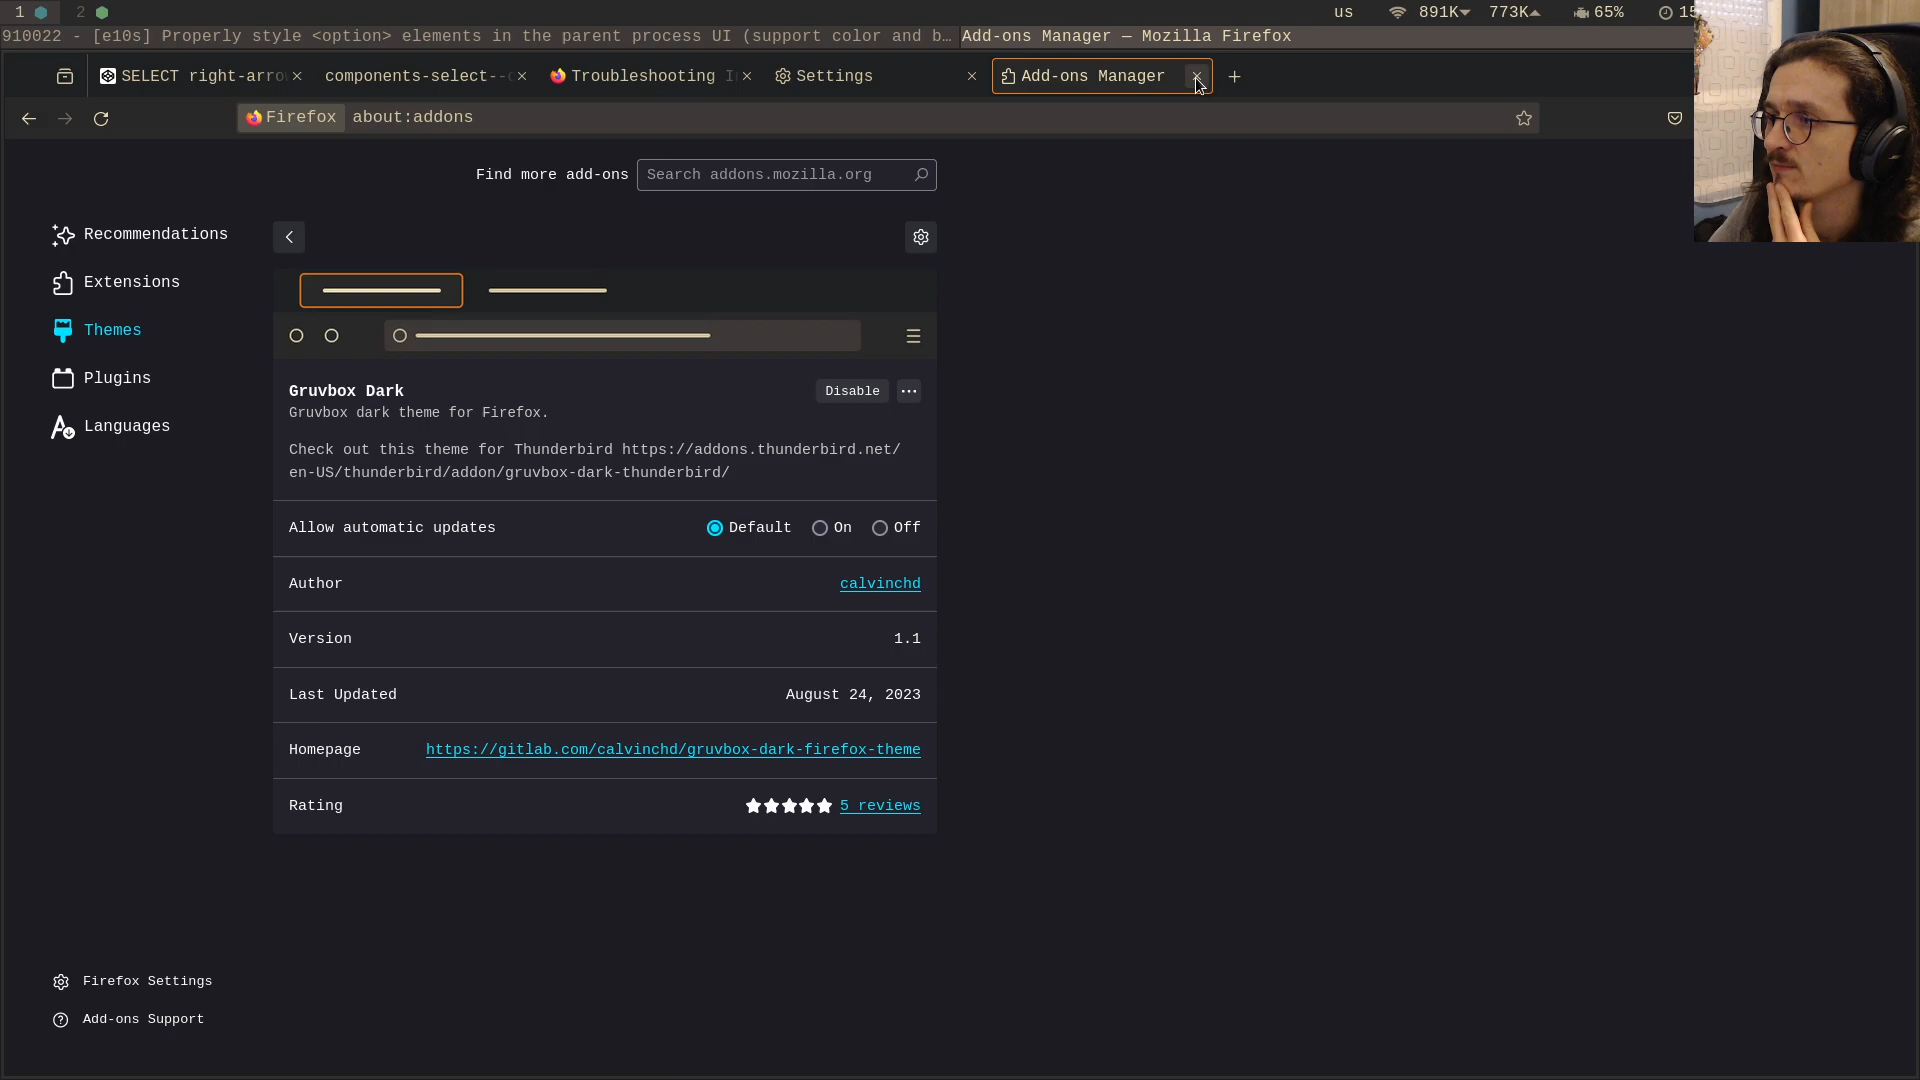 1 2 us 891K 773K 65% 15
910022 - [e10s] Properly style <option> elements in the parent process UI (support color and b… Add-ons Manager — Mozilla Firefox
SELECT right-arro components-select-- Troubleshooting I Settings Add-ons Manager
Firefox about:addons
Find more add-ons Search addons.mozilla.org
Recommendations
Extensions
Themes
Plugins
Languages
Gruvbox Dark Disable
Gruvbox dark theme for Firefox.
Check out this theme for Thunderbird https://addons.thunderbird.net/
en-US/thunderbird/addon/gruvbox-dark-thunderbird/
Allow automatic updates Default On Off
Author calvinchd
Version 1.1
Last Updated August 24, 2023
Homepage https://gitlab.com/calvinchd/gruvbox-dark-firefox-theme
Rating 5 reviews
Firefox Settings
Add-ons Support